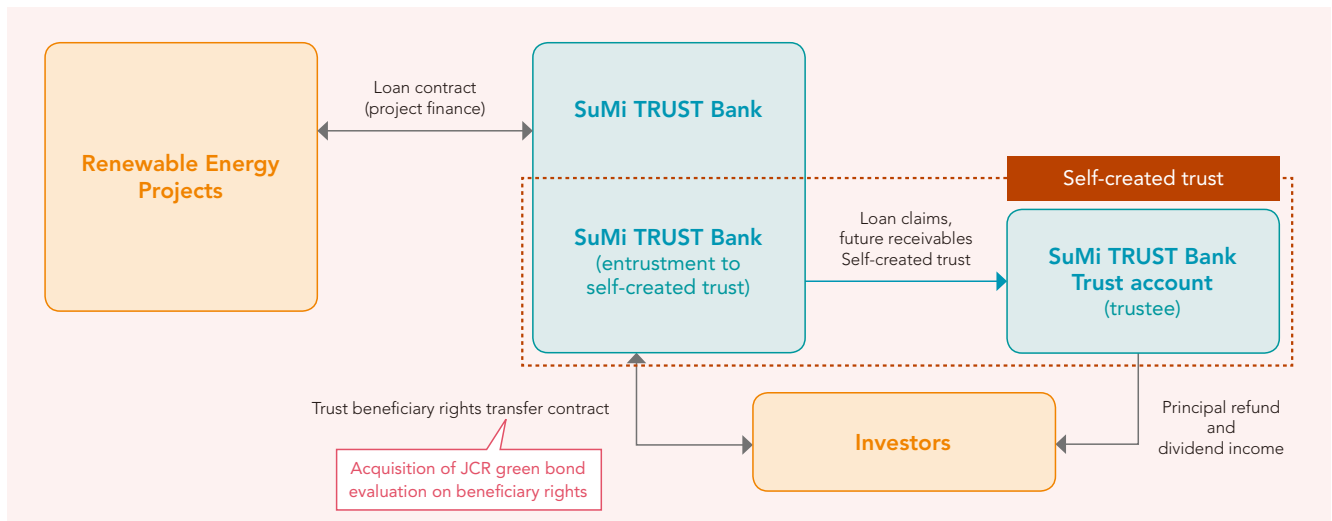 Renewable Energy
Projects
Loan contract
(project finance)
SuMi TRUST Bank
SuMi TRUST Bank
(entrustment to
self-created trust)
Loan claims,
future receivables
Self-created trust
Self-created trust
SuMi TRUST Bank
Trust account
(trustee)
Trust beneficiary rights transfer contract
Acquisition of JCR green bond
evaluation on beneficiary rights
Investors
Principal refund
and
dividend income